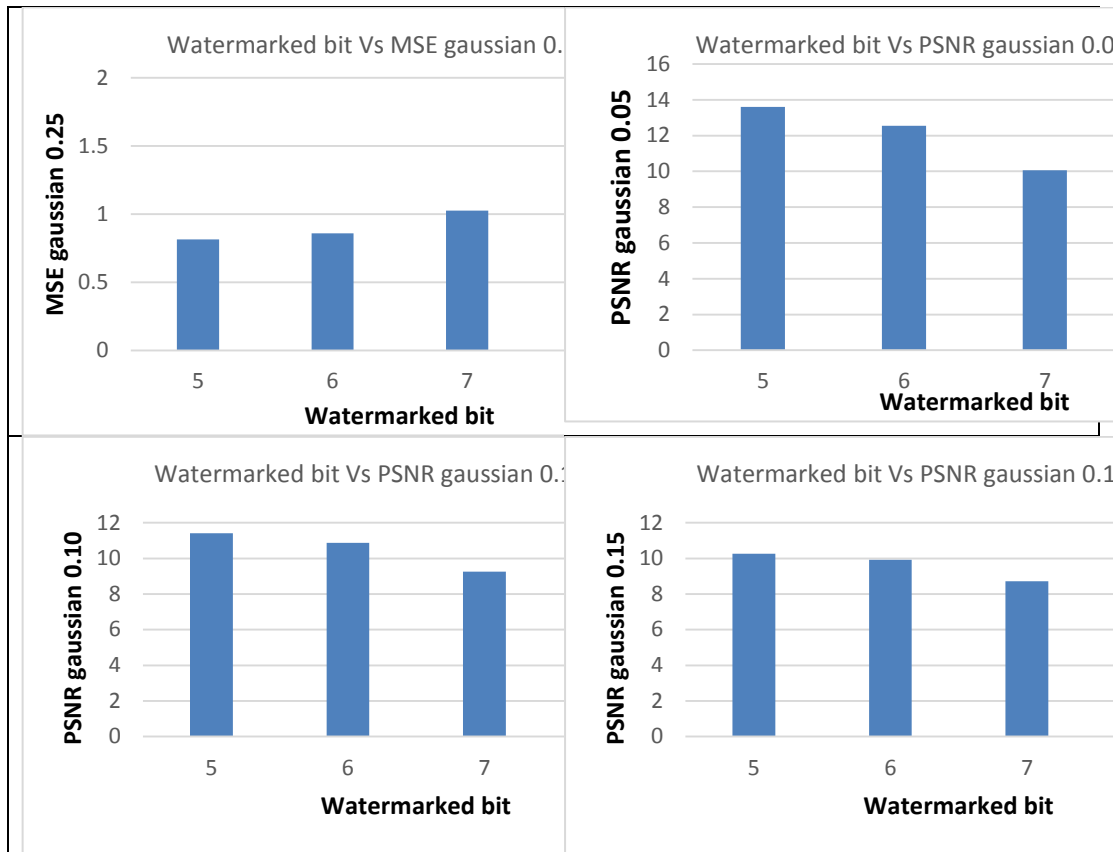 Watermarked bit Vs MSE gaussian 0.
MSE gaussian 0.25
2
1.5
1
0.5
0
5 6 7
Watermarked bit
Watermarked bit Vs PSNR gaussian 0.0
PSNR gaussian 0.05
16
14
12
10
8
6
4
2
0
5 6 7
Watermarked bit
Watermarked bit Vs PSNR gaussian 0.1
PSNR gaussian 0.10
12
10
8
6
4
2
0
5 6 7
Watermarked bit
Watermarked bit Vs PSNR gaussian 0.1
PSNR gaussian 0.15
12
10
8
6
4
2
0
5 6 7
Watermarked bit